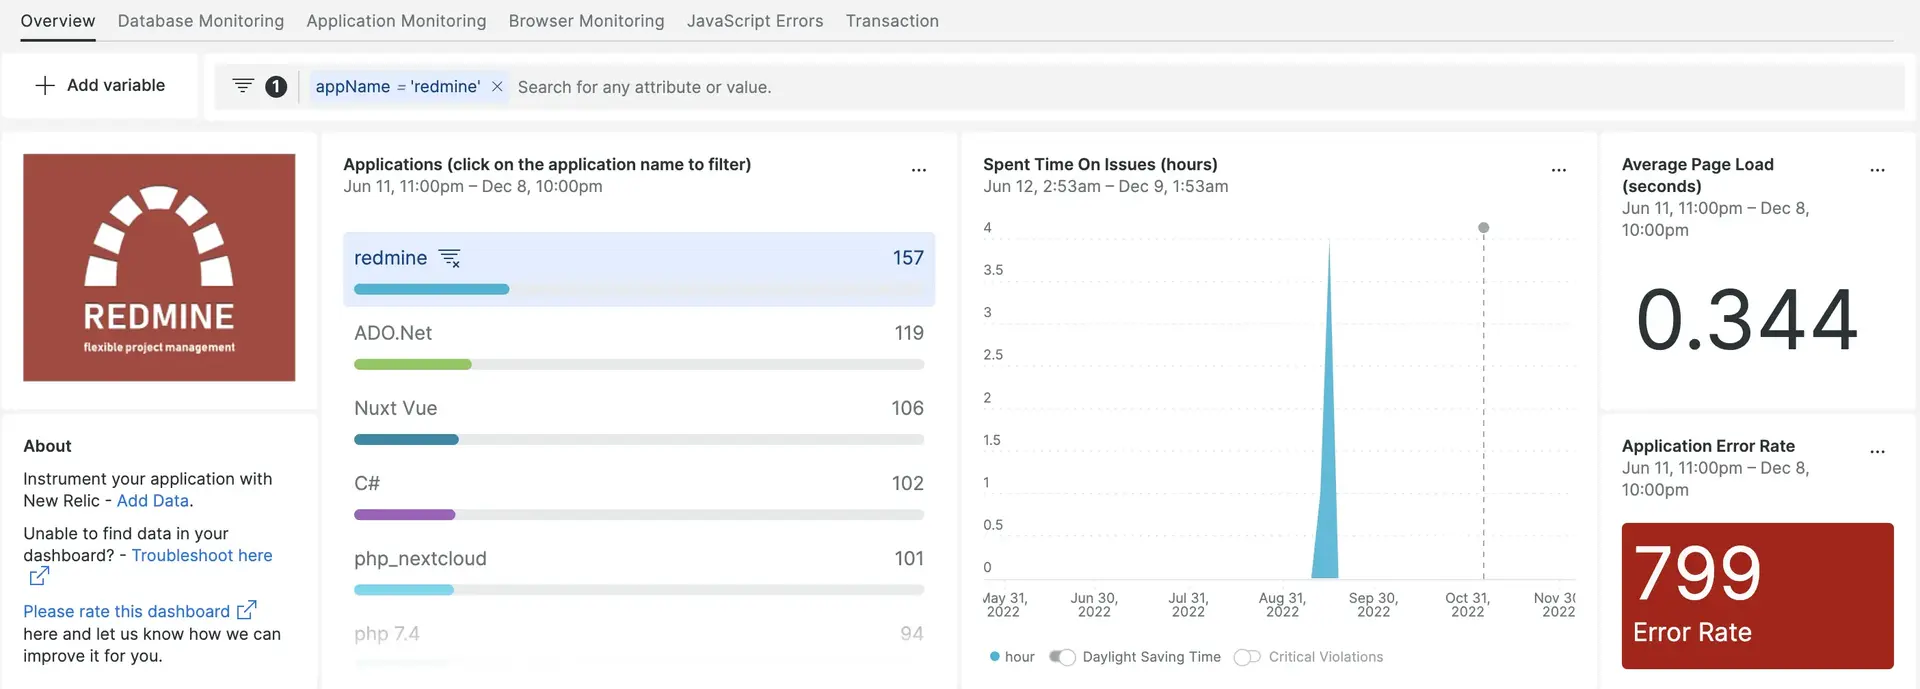 Overview Database Monitoring Application Monitoring Browser Monitoring JavaScript Errors Transaction
Add variable
1 appName = 'redmine' × Search for any attribute or value.
REDMINE
flexible project management
About
Instrument your application with
New Relic - Add Data.
Unable to find data in your
dashboard? - Troubleshoot here
Please rate this dashboard
here and let us know how we can
improve it for you.
Applications (click on the application name to filter)
...
Jun 11, 11:00pm – Dec 8, 10:00pm
redmine 157
ADO.Net 119
Nuxt Vue 106
C# 102
php_nextcloud 101
php 7.4 94
Spent Time On Issues (hours)
...
Jun 12, 2:53am – Dec 9, 1:53am
4
3.5
3
2.5
2
1.5
1
0.5
0
May 31, Jun 30, Jul 31, Aug 31, Sep 30, Oct 31, Nov 30
2022 2022 2022 2022 2022 2022 2022
hour Daylight Saving Time Critical Violations
Average Page Load
(seconds)
...
Jun 11, 11:00pm – Dec 8,
10:00pm
0.344
Application Error Rate
...
Jun 11, 11:00pm – Dec 8,
10:00pm
799
Error Rate